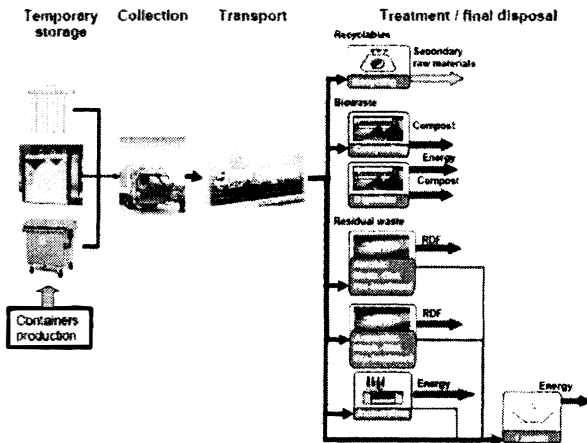 Temporary
storage
Collection
Transport
Treatment / final disposal
Recyclables
Secondary
raw materials
Biowaste
Compost
Energy
Compost
Residual waste
RDF
RDF
Energy
Energy
Containers
production